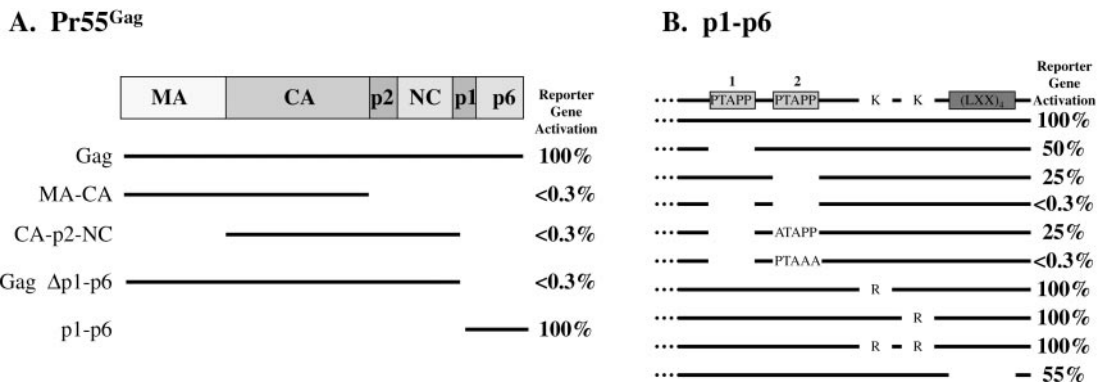 A. Pr55Gag
MA CA p2 NC p1 p6
Reporter
Gene
Activation
Gag 100%
MA-CA <0.3%
CA-p2-NC <0.3%
Gag Δp1-p6 <0.3%
p1-p6 100%
B. p1-p6
Reporter
Gene
Activation
1 2
PTAPP PTAPP K K (LXX)4
100%
50%
25%
<0.3%
ATAPP 25%
PTAAA <0.3%
R 100%
R 100%
R R 100%
55%